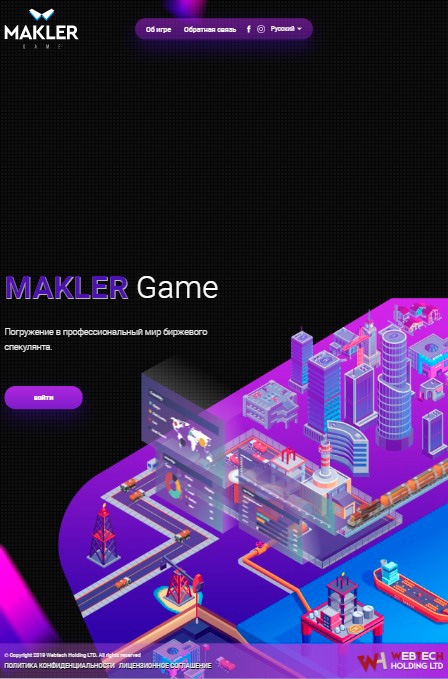 MAKLER
GAME
Об игре Обратная связь Русский
MAKLER Game
Погружение в профессиональный мир биржевого
спекулянта.
ВОЙТИ
© Copyright 2019 Webtech Holding LTD. All rights reserved
ПОЛИТИКА КОНФИДЕНЦИАЛЬНОСТИ ЛИЦЕНЗИОННОЕ СОГЛАШЕНИЕ
WEBTECH
HOLDING LTD